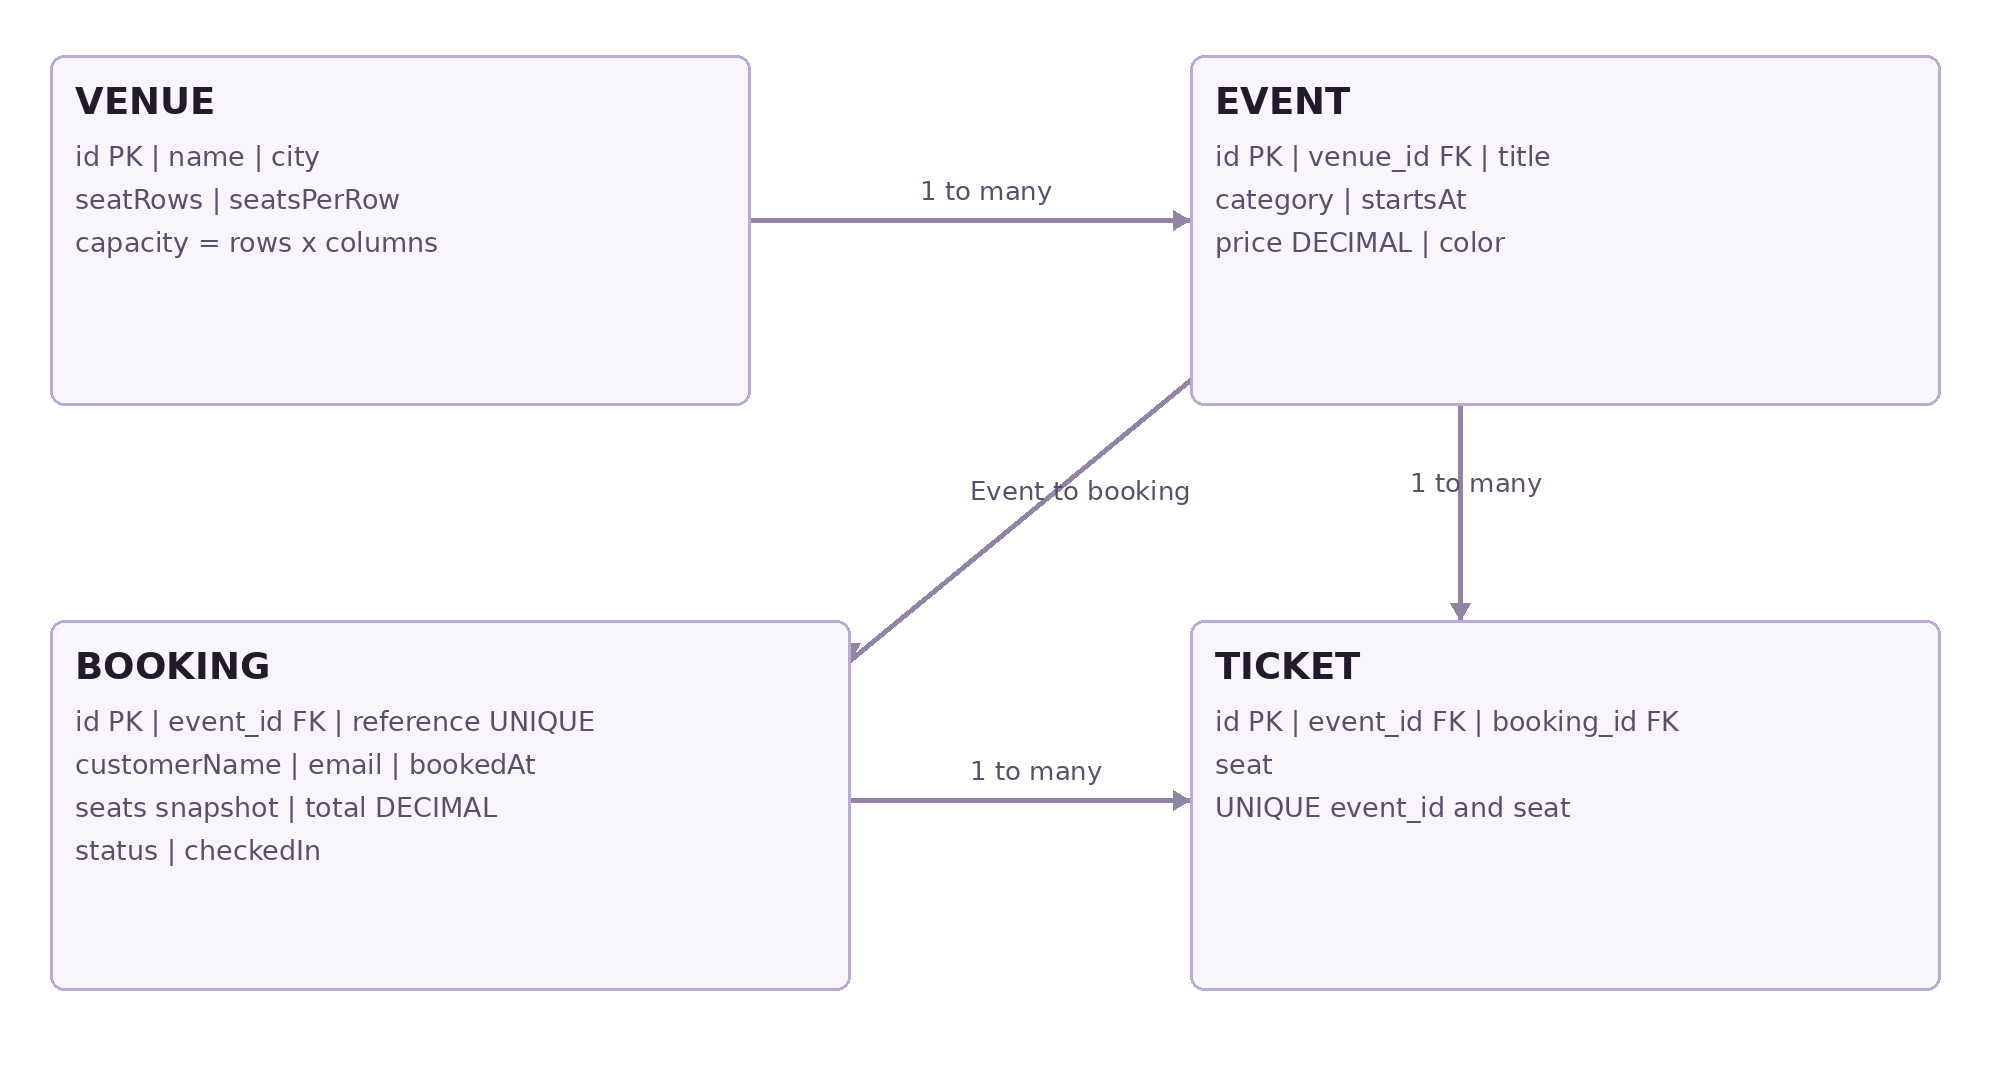 VENUE
id PK | name | city
seatRows | seatsPerRow
capacity = rows x columns
1 to many
EVENT
id PK | venue_id FK | title
category | startsAt
price DECIMAL | color
Event to booking
1 to many
BOOKING
id PK | event_id FK | reference UNIQUE
customerName | email | bookedAt
seats snapshot | total DECIMAL
status | checkedIn
1 to many
TICKET
id PK | event_id FK | booking_id FK
seat
UNIQUE event_id and seat